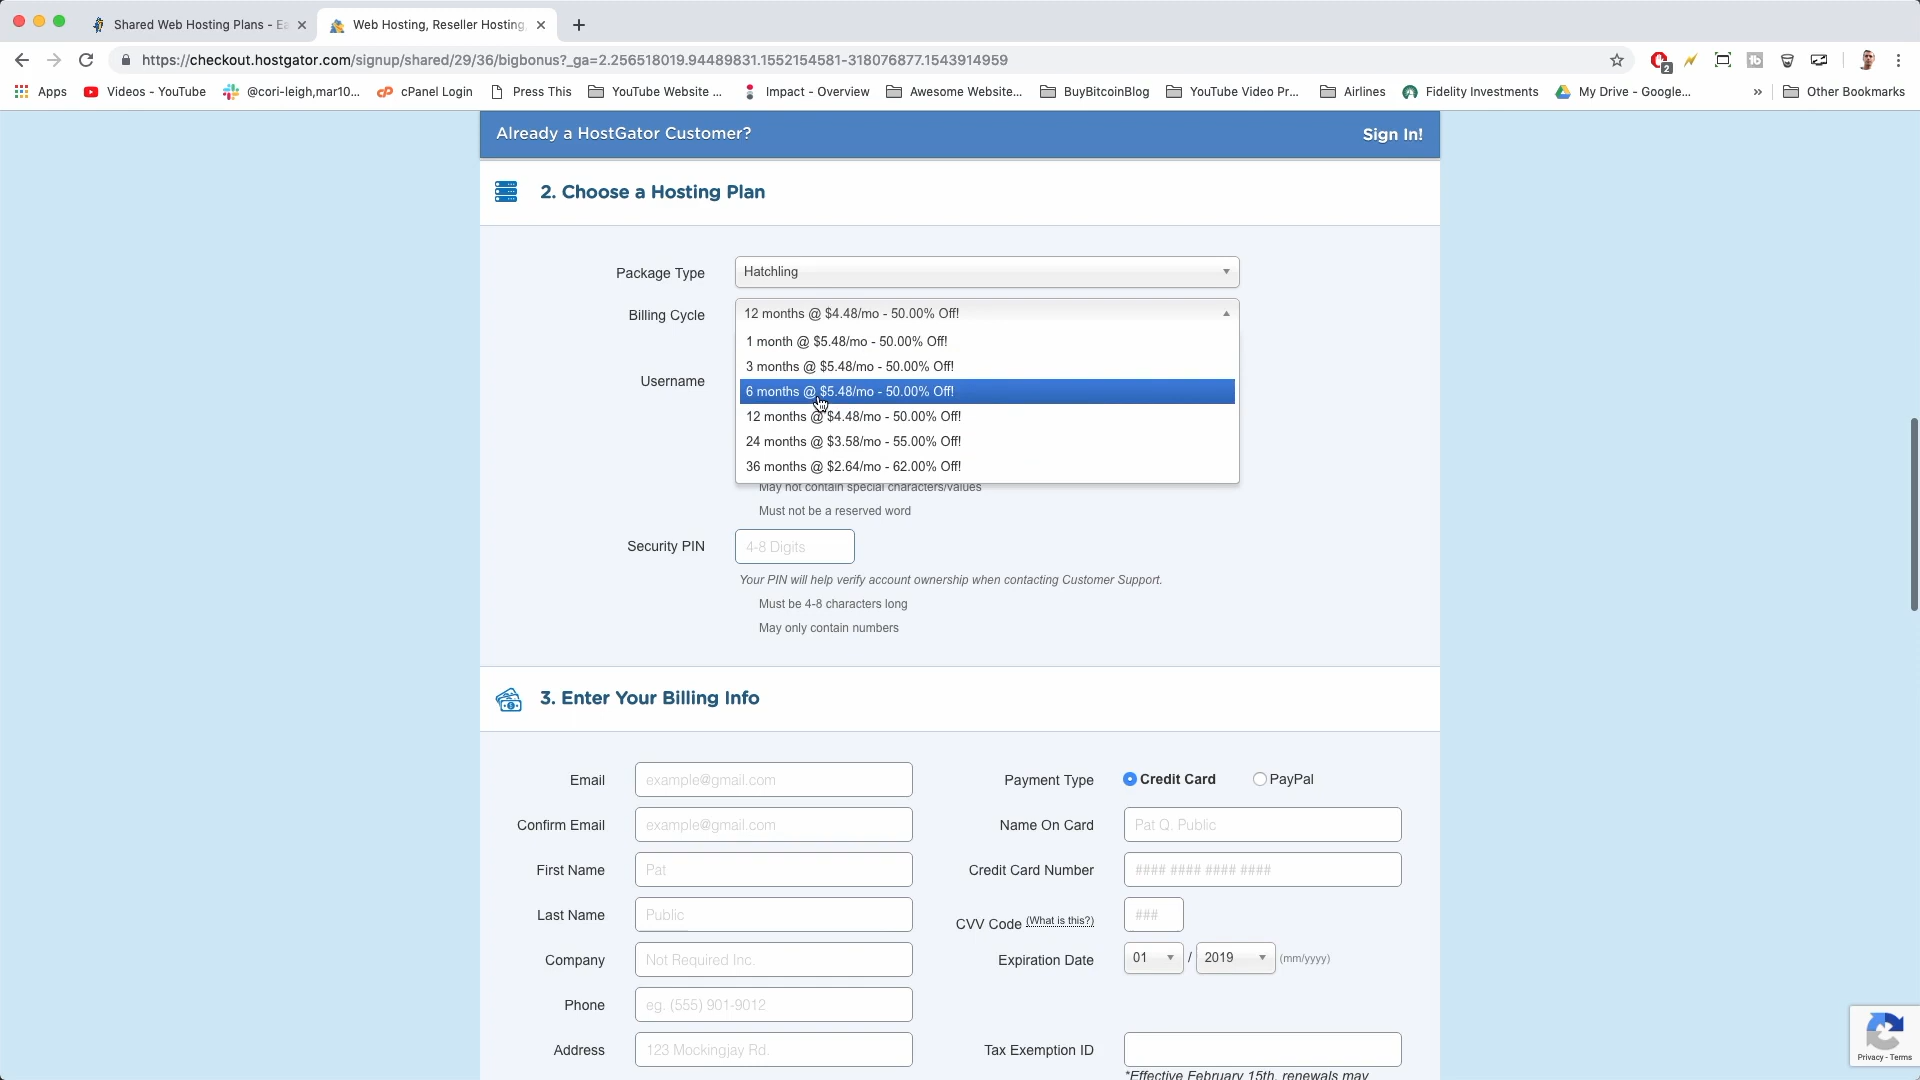 Shared Web Hosting Plans - Ea
Web Hosting, Reseller Hosting,
https://checkout.hostgator.com/signup/shared/29/36/bigbonus?_ga=2.256518019.94489831.1552154581-318076877.1543914959
2
Apps
Videos - YouTube
@cori-leigh,mar10...
cPanel Login
Press This
YouTube Website ...
Impact - Overview
Awesome Website...
BuyBitcoinBlog
YouTube Video Pr...
Airlines
Fidelity Investments
My Drive - Google...
»
Other Bookmarks
Already a HostGator Customer?
Sign In!
2. Choose a Hosting Plan
Package Type
Hatchling
Billing Cycle
12 months @ $4.48/mo - 50.00% Off!
1 month @ $5.48/mo - 50.00% Off!
3 months @ $5.48/mo - 50.00% Off!
6 months @ $5.48/mo - 50.00% Off!
12 months @ $4.48/mo - 50.00% Off!
24 months @ $3.58/mo - 55.00% Off!
36 months @ $2.64/mo - 62.00% Off!
Username
May not contain special characters/values
Must not be a reserved word
Security PIN
4-8 Digits
Your PIN will help verify account ownership when contacting Customer Support.
Must be 4-8 characters long
May only contain numbers
3. Enter Your Billing Info
Email
example@gmail.com
Confirm Email
example@gmail.com
First Name
Pat
Last Name
Public
Company
Not Required Inc.
Phone
eg. (555) 901-9012
Address
123 Mockingjay Rd.
Payment Type
Credit Card
PayPal
Name On Card
Pat Q. Public
Credit Card Number
#### #### #### ####
CVV Code (What is this?)
###
Expiration Date
01 / 2019 (mm/yyyy)
Tax Exemption ID
*Effective February 15th, renewals may
Privacy - Terms